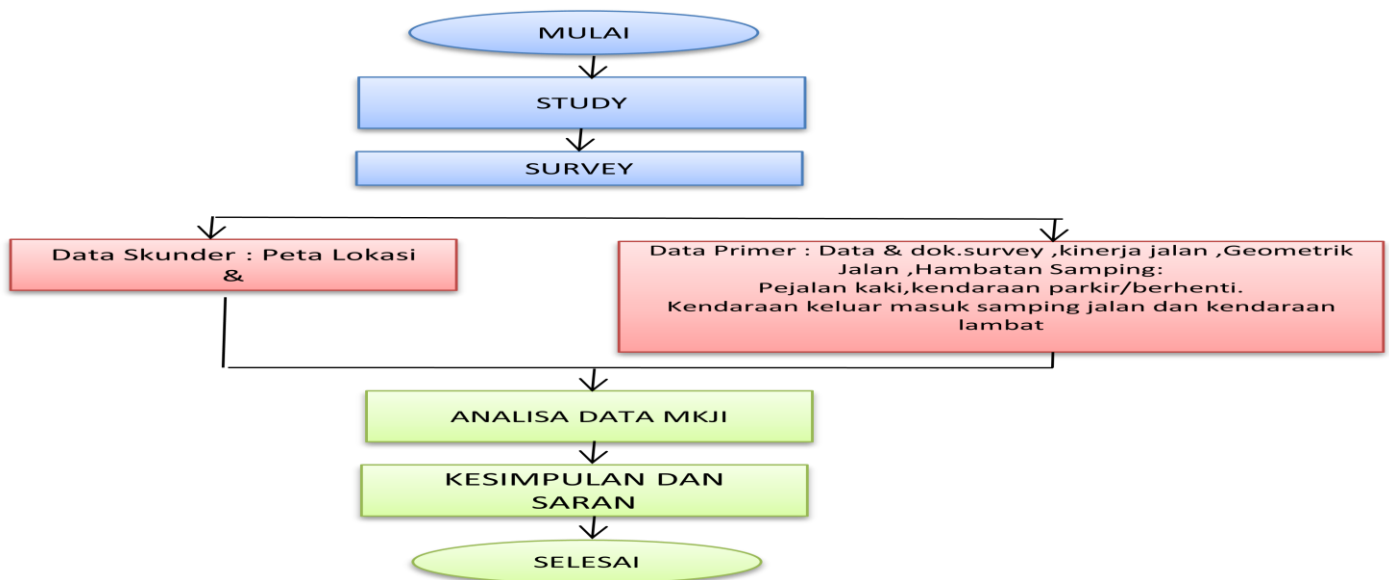 MULAI
STUDY
SURVEY
Data Skunder : Peta Lokasi
&
Data Primer : Data & dok.survey ,kinerja jalan ,Geometrik
Jalan ,Hambatan Samping:
Pejalan kaki,kendaraan parkir/berhenti.
Kendaraan keluar masuk samping jalan dan kendaraan
lambat
ANALISA DATA MKJI
KESIMPULAN DAN
SARAN
SELESAI